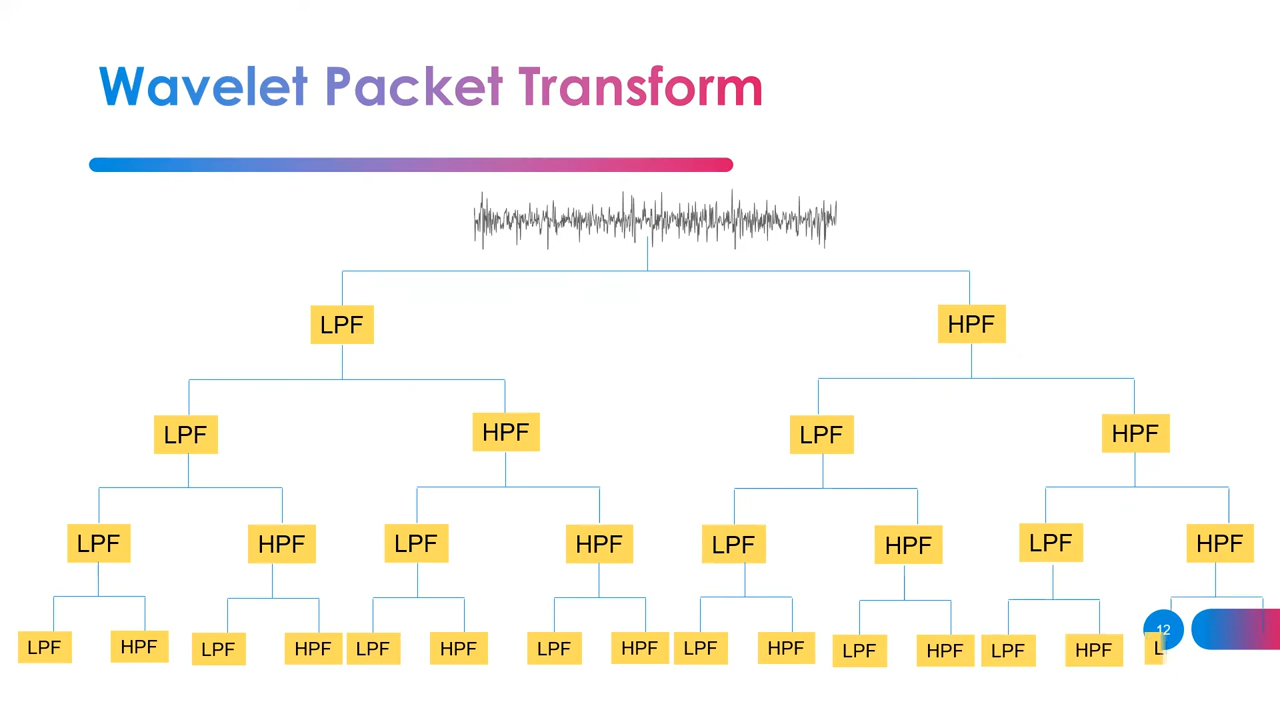 Wavelet Packet Transform
LPF HPF
LPF HPF LPF HPF
LPF HPF LPF HPF LPF HPF LPF HPF
12
LPF HPF LPF HPF LPF HPF LPF HPF LPF HPF LPF HPF LPF HPF L